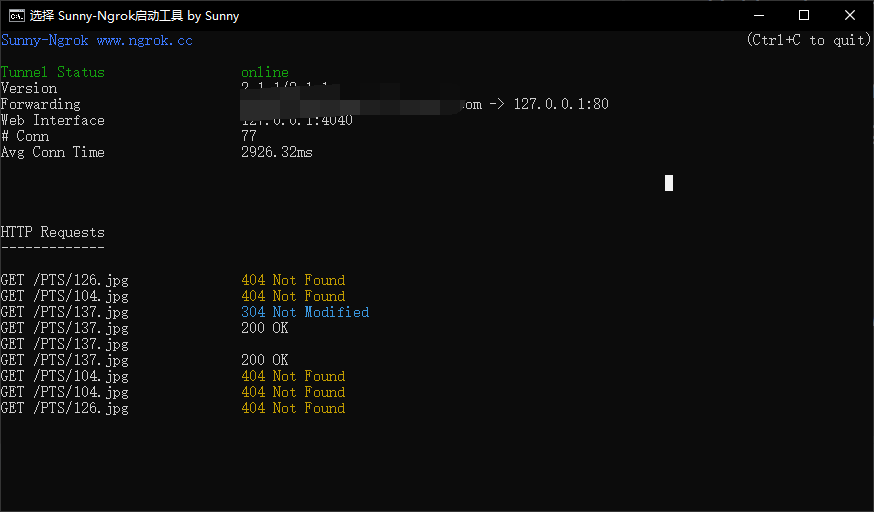 选择 Sunny-Ngrok启动工具 by Sunny
Sunny-Ngrok www.ngrok.cc (Ctrl+C to quit)
Tunnel Status online
Version
Forwarding com -> 127.0.0.1:80
Web Interface 127.0.0.1:4040
# Conn 77
Avg Conn Time 2926.32ms
HTTP Requests
-------------
GET /PTS/126.jpg 404 Not Found
GET /PTS/104.jpg 404 Not Found
GET /PTS/137.jpg 304 Not Modified
GET /PTS/137.jpg 200 OK
GET /PTS/137.jpg
GET /PTS/137.jpg 200 OK
GET /PTS/104.jpg 404 Not Found
GET /PTS/104.jpg 404 Not Found
GET /PTS/126.jpg 404 Not Found